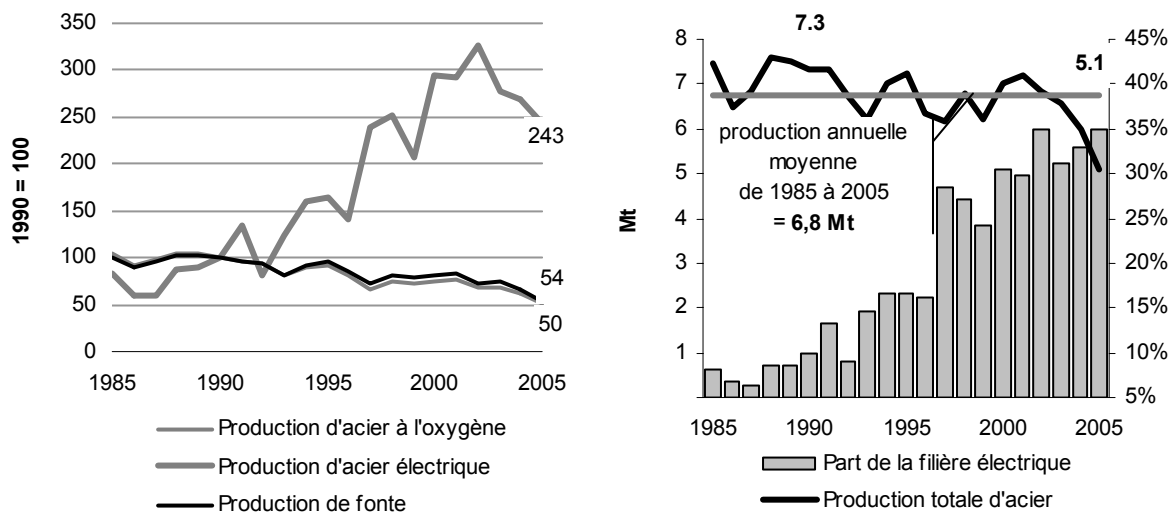 350
300
250
200
150
100
50
0
1990 = 100
243
54
50
1985 1990 1995 2000 2005
Production d'acier à l'oxygène
Production d'acier électrique
Production de fonte
8
7
6
5
4
3
2
1
Mt
7.3
5.1
production annuelle
moyenne
de 1985 à 2005
= 6,8 Mt
45%
40%
35%
30%
25%
20%
15%
10%
5%
1985 1990 1995 2000 2005
Part de la filière électrique
Production totale d'acier